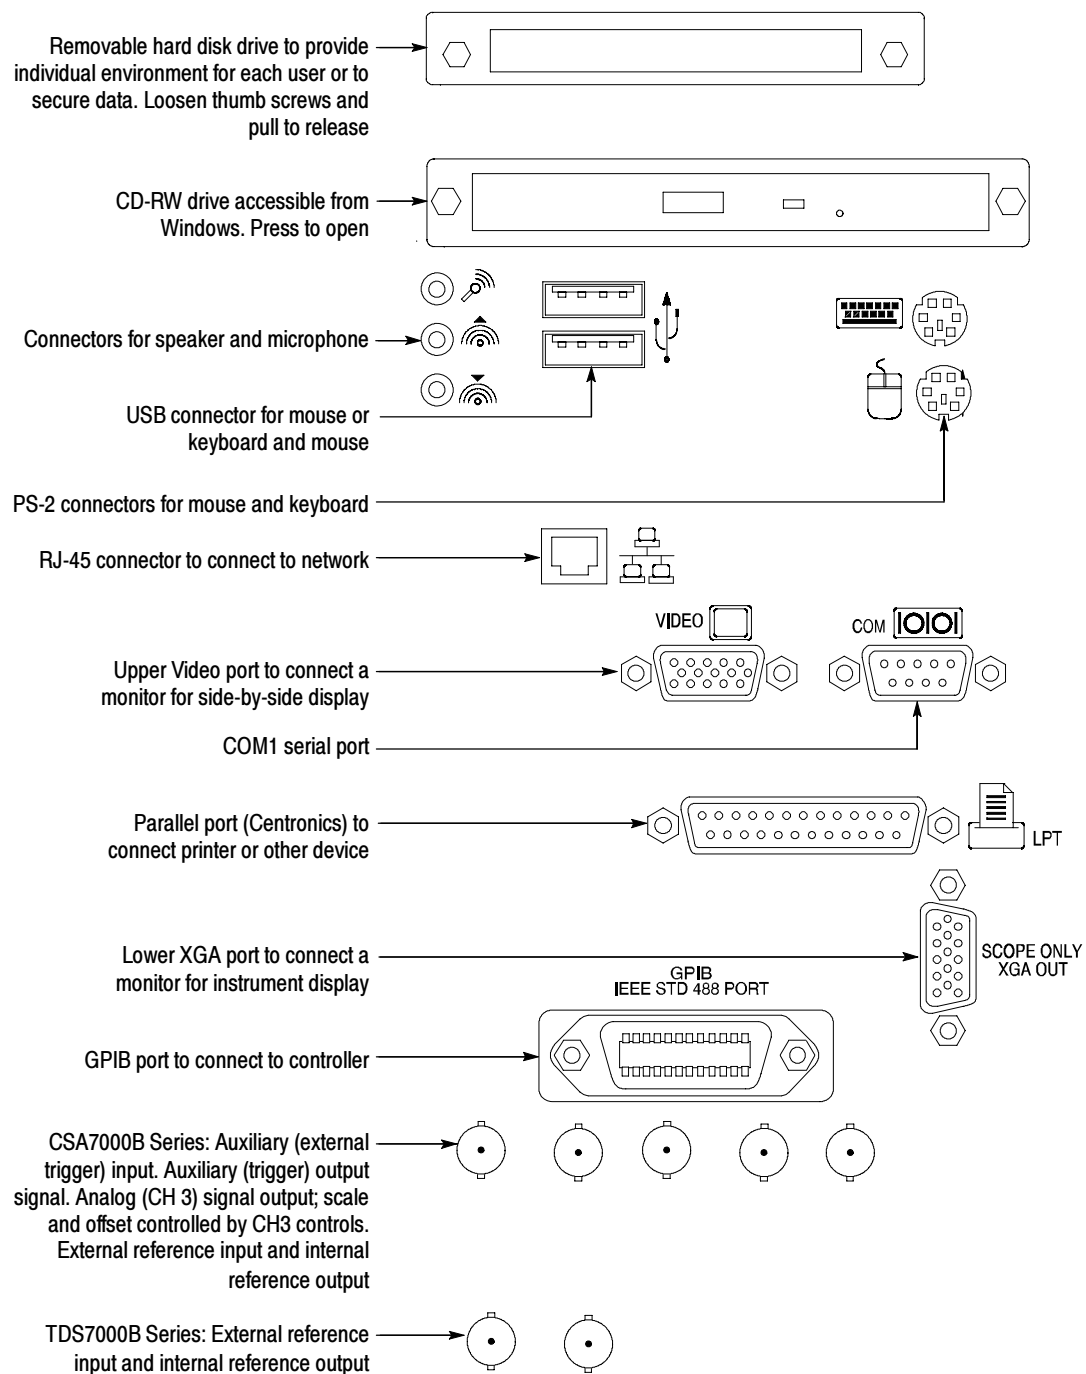 Removable hard disk drive to provide
individual environment for each user or to
secure data. Loosen thumb screws and
pull to release
CD-RW drive accessible from
Windows. Press to open
Connectors for speaker and microphone
USB connector for mouse or
keyboard and mouse
PS-2 connectors for mouse and keyboard
RJ-45 connector to connect to network
VIDEO
COM
Upper Video port to connect a
monitor for side-by-side display
COM1 serial port
Parallel port (Centronics) to
connect printer or other device
LPT
Lower XGA port to connect a
monitor for instrument display
SCOPE ONLY
XGA OUT
GPIB
IEEE STD 488 PORT
GPIB port to connect to controller
CSA7000B Series: Auxiliary (external
trigger) input. Auxiliary (trigger) output
signal. Analog (CH 3) signal output; scale
and offset controlled by CH3 controls.
External reference input and internal
reference output
TDS7000B Series: External reference
input and internal reference output